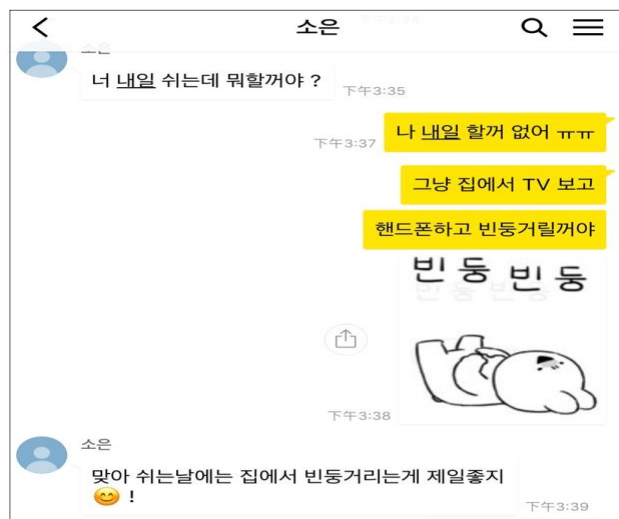 소은
소은
너 내일 쉬는데 뭐할꺼야 ?
下午3:35
나 내일 할꺼 없어 ㅠㅠ
下午3:37
그냥 집에서 TV 보고
핸드폰하고 빈둥거릴꺼야
빈둥 빈둥
下午3:38
소은
맞아 쉬는날에는 집에서 빈둥거리는게 제일좋지
😊 !
下午3:39